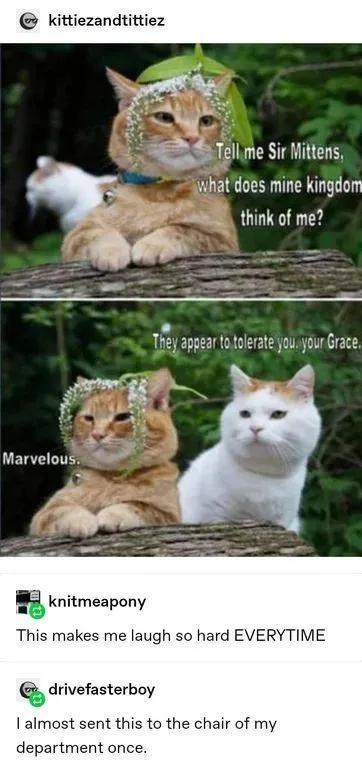 kittiezandtittiez
Tell me Sir Mittens,
what does mine kingdom
think of me?
They appear to tolerate you, your Grace.
Marvelous.
knitmeapony
This makes me laugh so hard EVERYTIME
drivefasterboy
I almost sent this to the chair of my
department once.